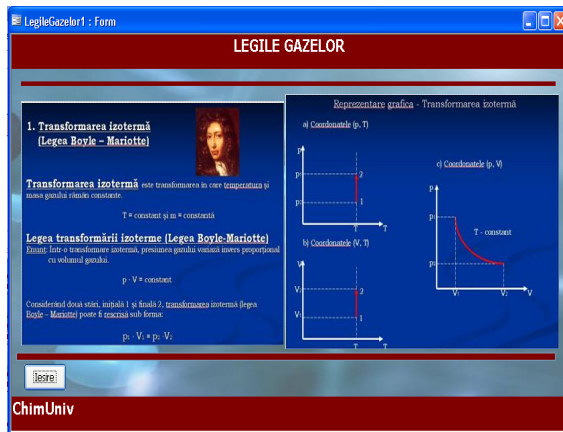 LegileGazelor1 : Form
LEGILE GAZELOR
1. Transformarea izotermă
(Legea Boyle – Mariotte)
Transformarea izotermă este transformarea în care temperatura și
masa gazului rămân constante.
T = constant și m = constantă
Legea transformării izoterme (Legea Boyle-Mariotte)
Enunț: Într-o transformare izotermă, presiunea gazului variază invers proporțional
cu volumul gazului.
p · V = constant
Considerând două stări, inițială 1 și finală 2, transformarea izotermă (legea
Boyle – Mariotte) poate fi rescrisă sub forma:
p₁ · V₁ = p₂ · V₂
Reprezentare grafica - Transformarea izotermă
a) Coordonatele (p, T)
p
2
1
T
T
b) Coordonatele (V, T)
V
V₂
2
V₁
1
T
T
c) Coordonatele (p, V)
p
T - constant
V₁
V₂
V
Iesire
ChimUniv